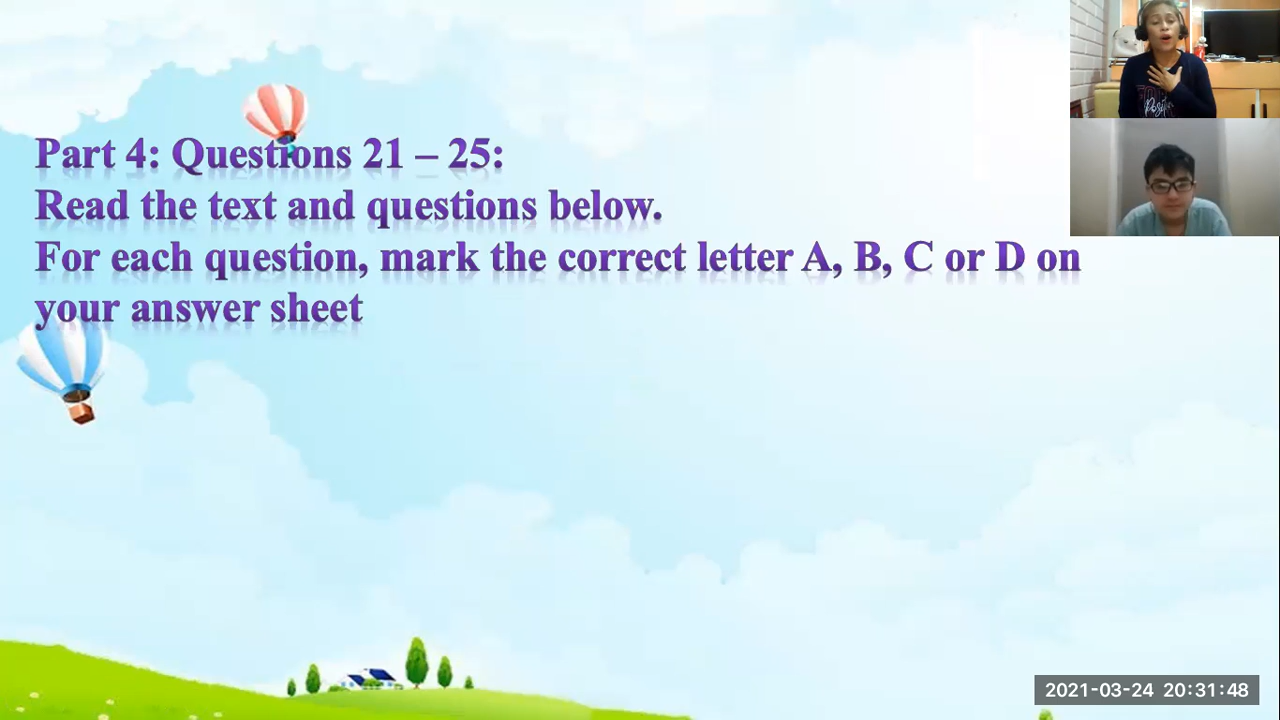 Part 4: Questions 21 – 25:
Read the text and questions below.
For each question, mark the correct letter A, B, C or D on
your answer sheet
2021-03-24 20:31:48